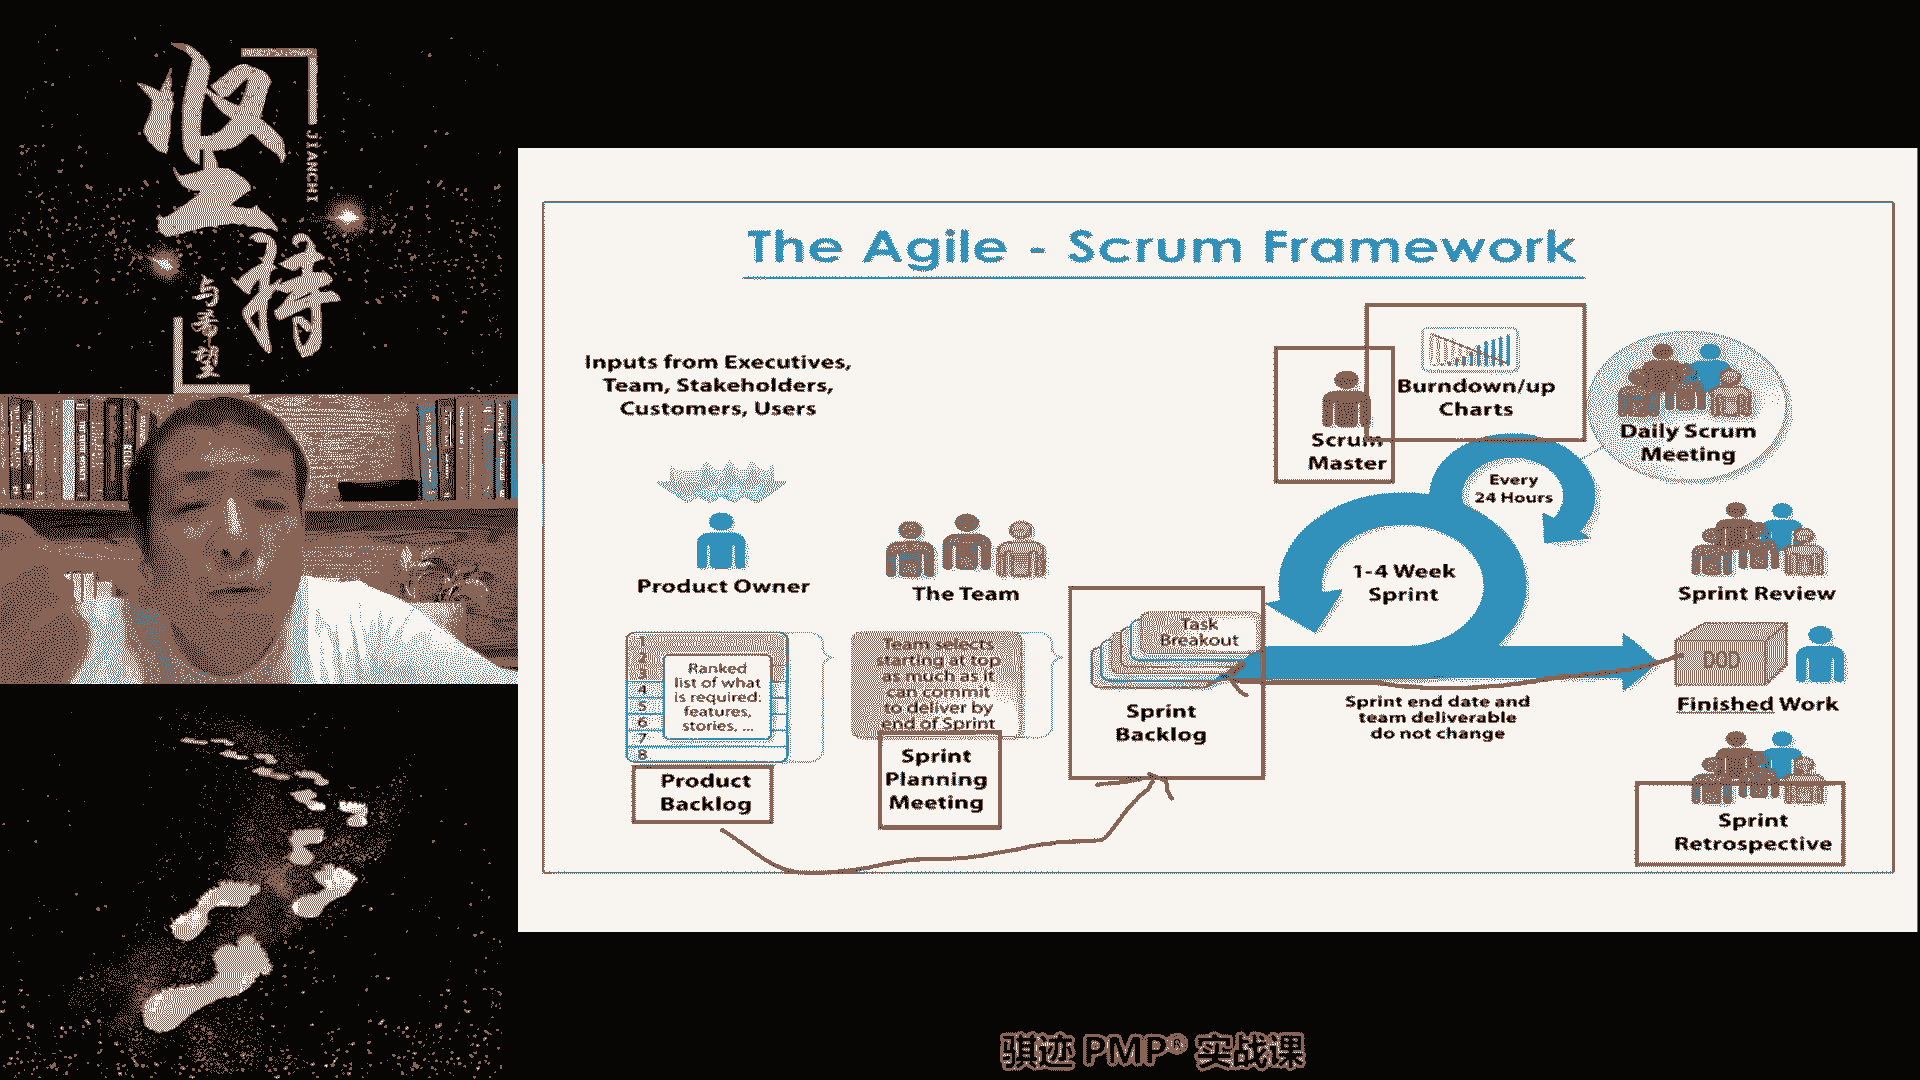 坚
持
JIANCHI
与希望
The Agile - Scrum Framework
Inputs from Executives,
Team, Stakeholders,
Customers, Users
Product Owner
The Team
1
2
3
4
5
6
7
8
Ranked
list of what
is required:
features,
stories, ...
Product
Backlog
Team selects
starting at top
as much as it
can commit
to deliver by
end of Sprint
Sprint
Planning
Meeting
Task
Breakout
Sprint
Backlog
Scrum
Master
Burndown/up
Charts
Every
24 Hours
1-4 Week
Sprint
Sprint end date and
team deliverable
do not change
Daily Scrum
Meeting
Sprint Review
DOD
Finished Work
Sprint
Retrospective
骐迹 PMP® 实战课